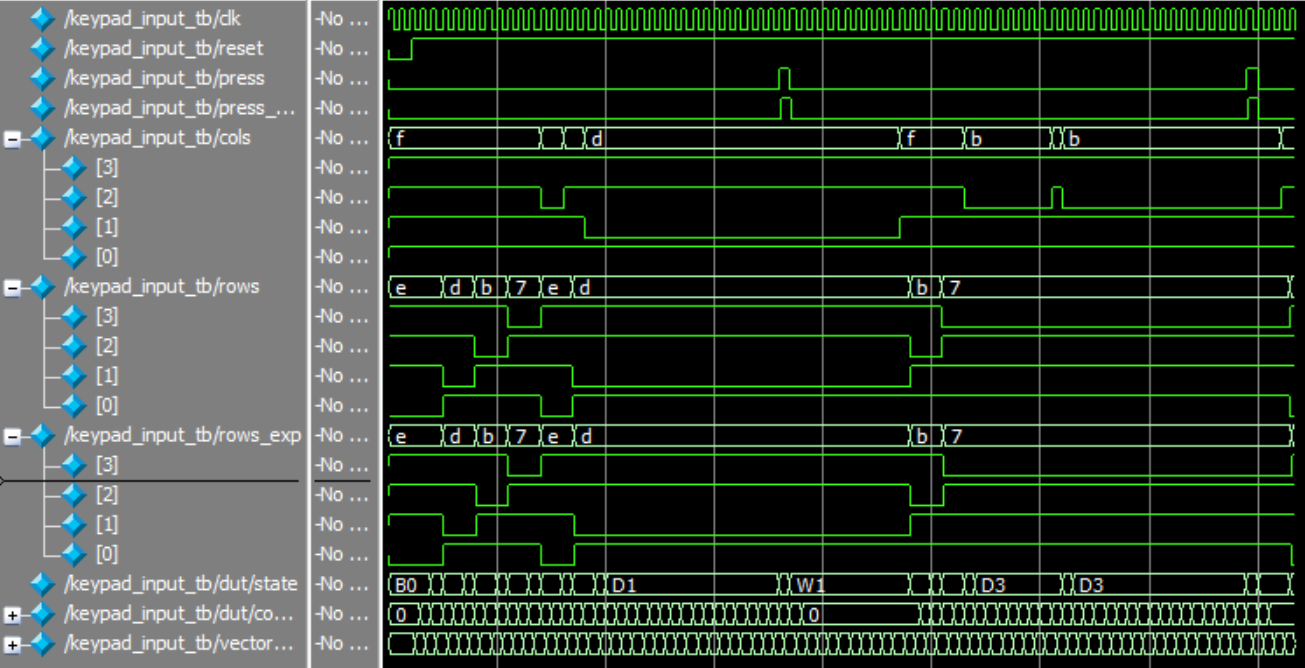 /keypad_input_tb/clk -No ...
/keypad_input_tb/reset -No ...
/keypad_input_tb/press -No ...
/keypad_input_tb/press_... -No ...
/keypad_input_tb/cols -No ... f d f b b
[3] -No ...
[2] -No ...
[1] -No ...
[0] -No ...
/keypad_input_tb/rows -No ... e d b 7 e d b 7
[3] -No ...
[2] -No ...
[1] -No ...
[0] -No ...
/keypad_input_tb/rows_exp -No ... e d b 7 e d b 7
[3] -No ...
[2] -No ...
[1] -No ...
[0] -No ...
/keypad_input_tb/dut/state -No ... B0 D1 W1 D3 D3
/keypad_input_tb/dut/co... -No ... 0 0
/keypad_input_tb/vector... -No ...